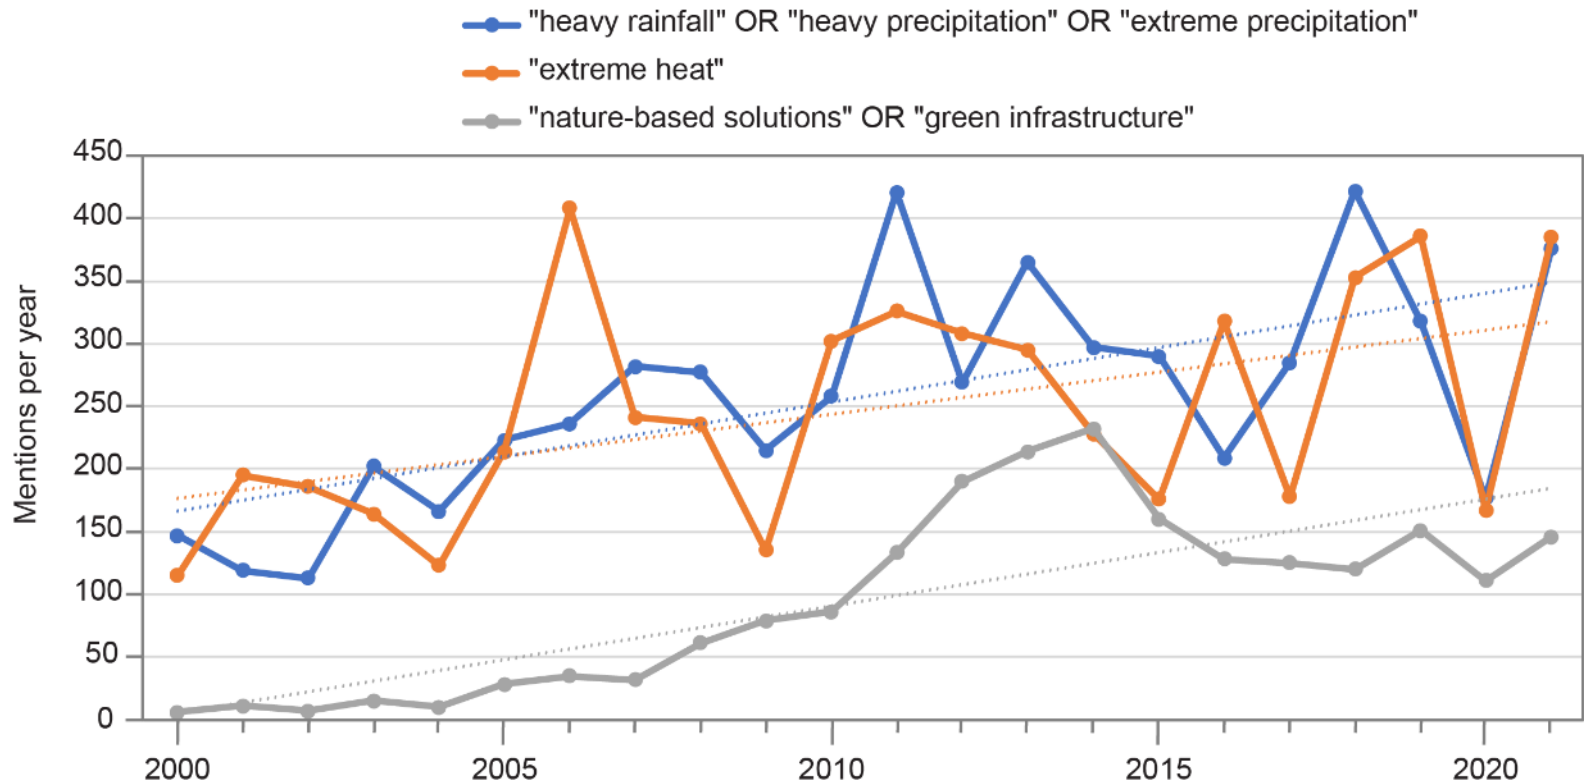 "heavy rainfall" OR "heavy precipitation" OR "extreme precipitation"
"extreme heat"
"nature-based solutions" OR "green infrastructure"
Mentions per year
450
400
350
300
250
200
150
100
50
0
2000 2005 2010 2015 2020